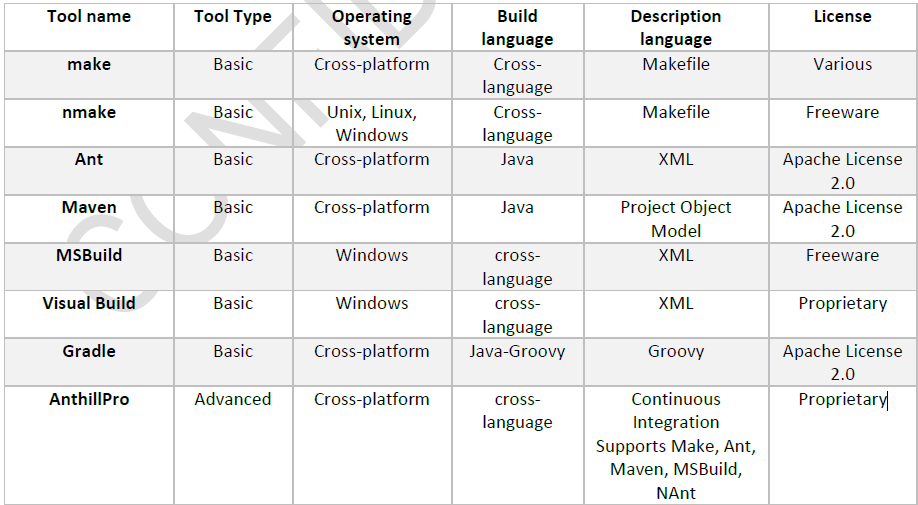 Tool name Tool Type Operating system Build language Description language License
make Basic Cross-platform Cross-language Makefile Various
nmake Basic Unix, Linux, Windows Cross-language Makefile Freeware
Ant Basic Cross-platform Java XML Apache License 2.0
Maven Basic Cross-platform Java Project Object Model Apache License 2.0
MSBuild Basic Windows cross-language XML Freeware
Visual Build Basic Windows cross-language XML Proprietary
Gradle Basic Cross-platform Java-Groovy Groovy Apache License 2.0
AnthillPro Advanced Cross-platform cross-language Continuous Integration Supports Make, Ant, Maven, MSBuild, NAnt Proprietary